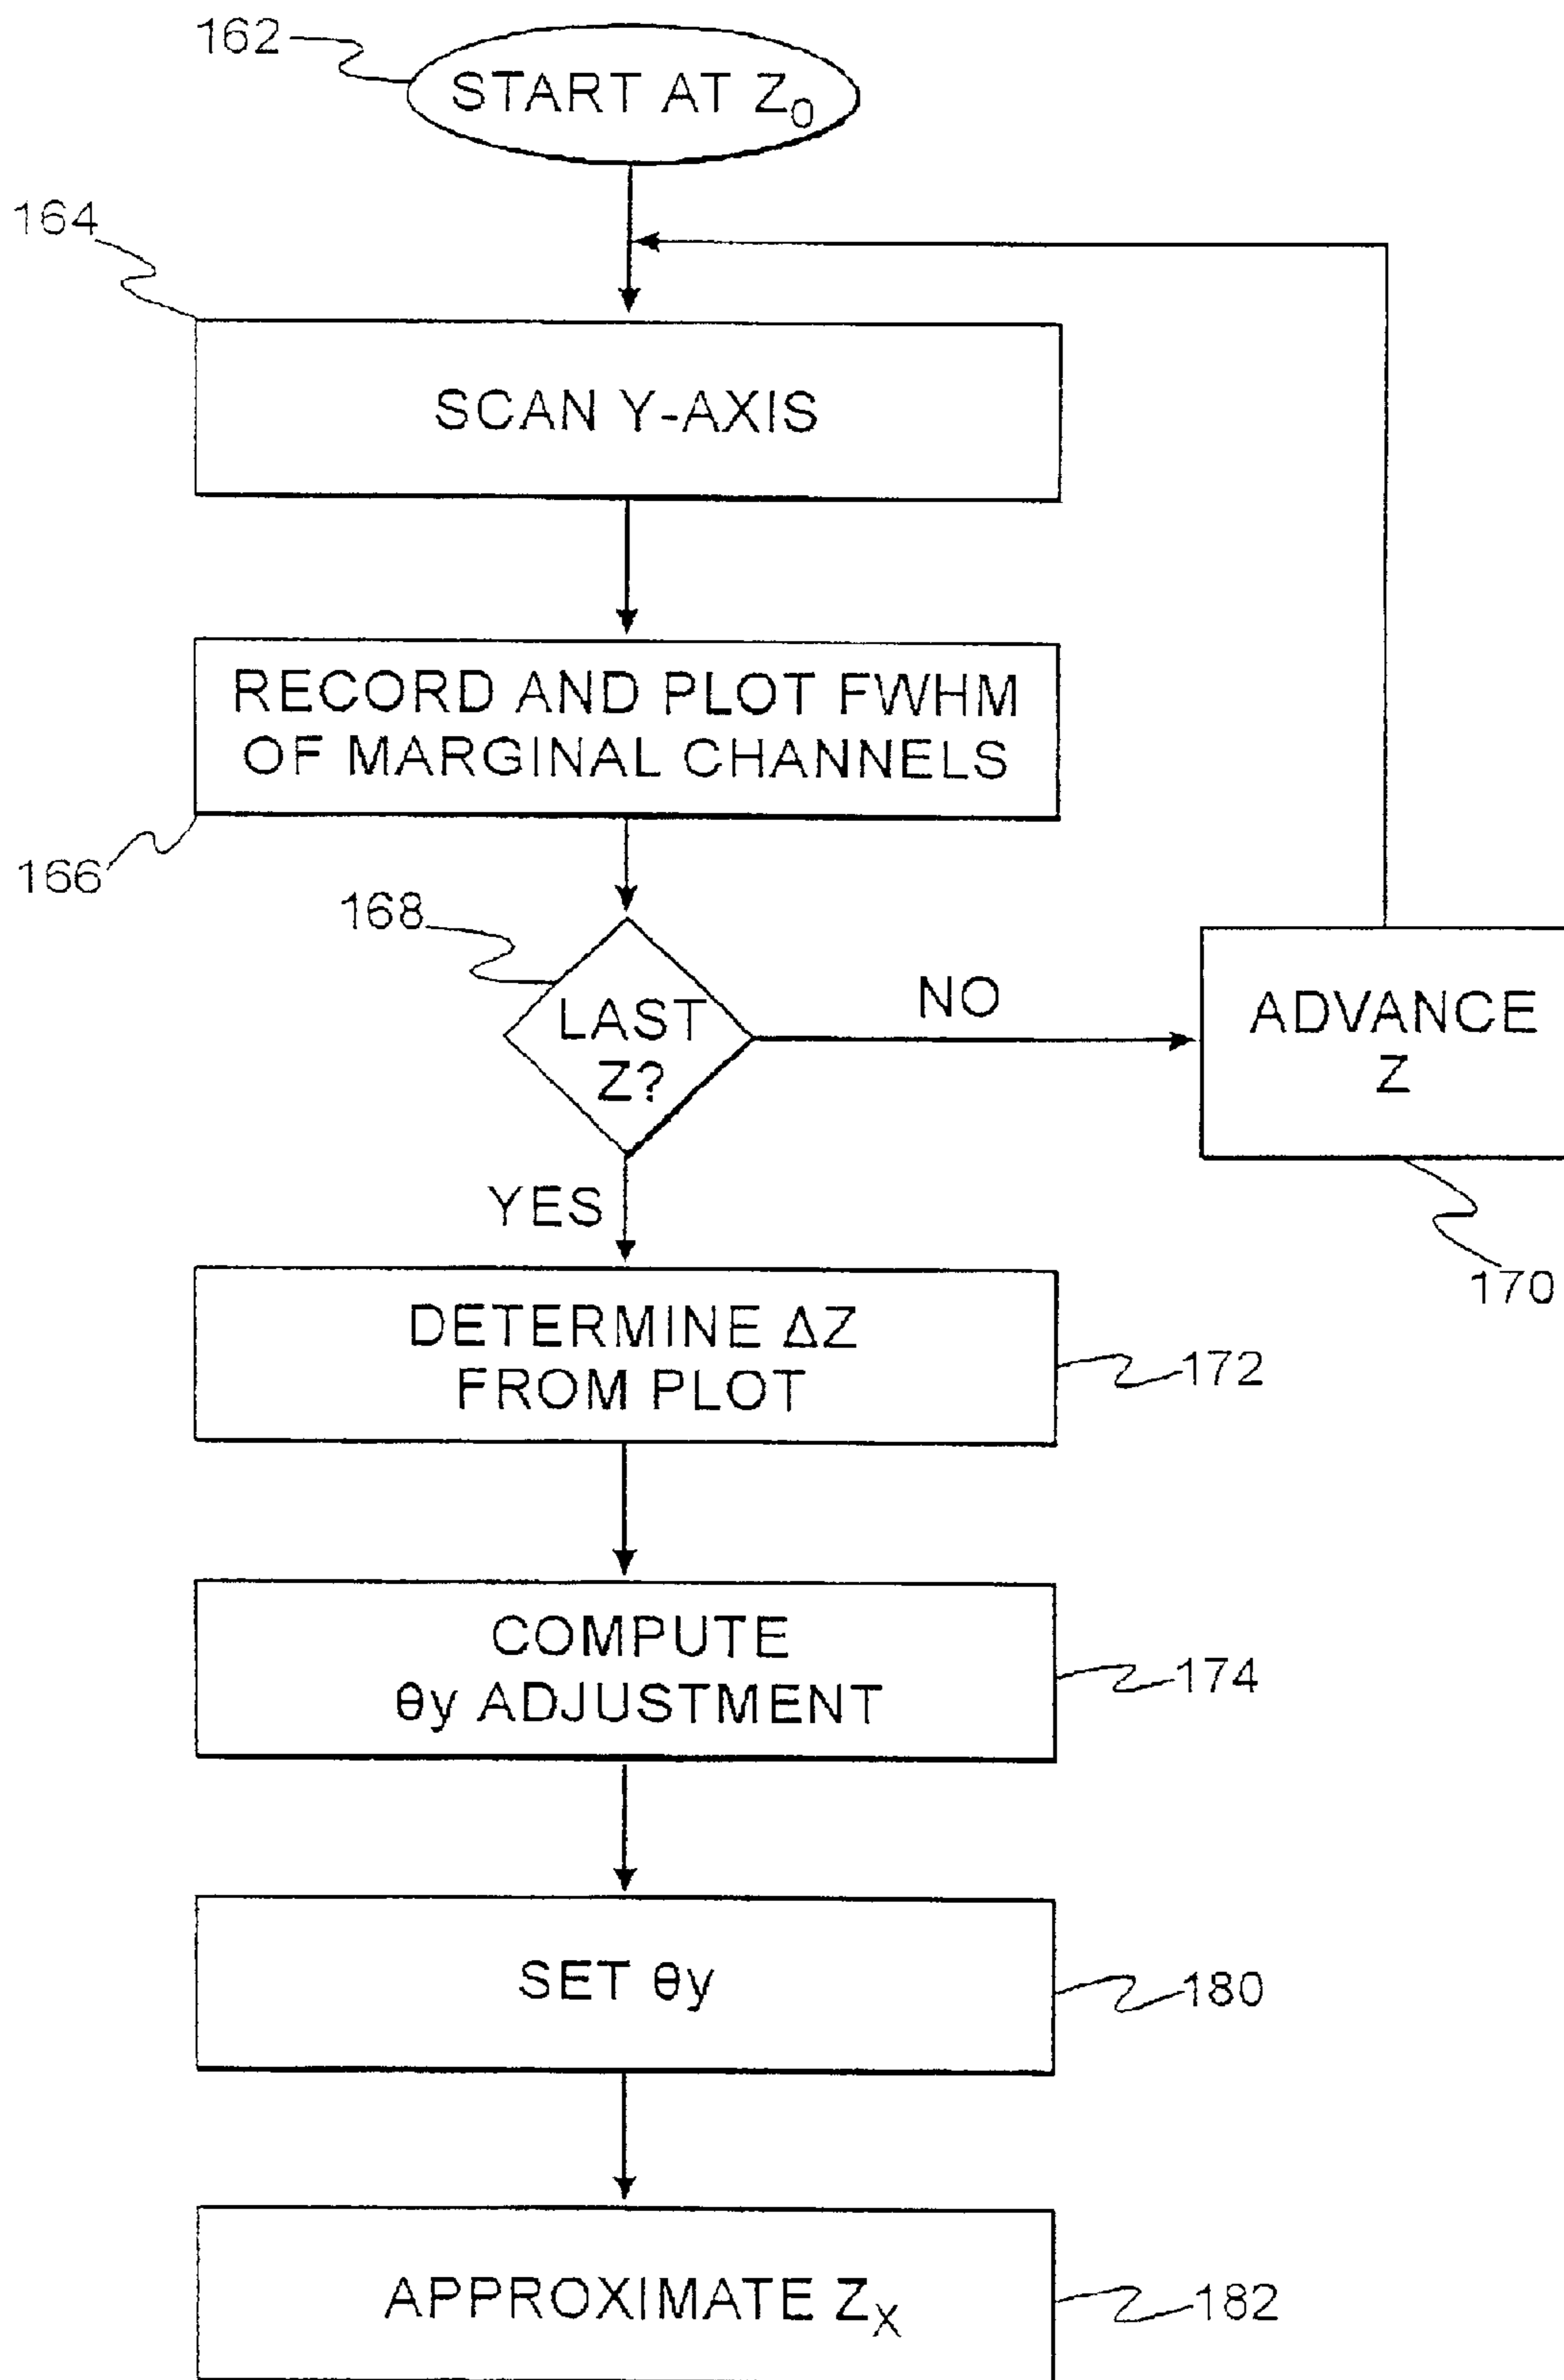 162
START AT Z₀
164
SCAN Y-AXIS
RECORD AND PLOT FWHM
OF MARGINAL CHANNELS
166
168
LAST
Z?
NO
ADVANCE
Z
170
YES
DETERMINE ΔZ
FROM PLOT
172
COMPUTE
θy ADJUSTMENT
174
SET θy
180
APPROXIMATE Zₓ
182